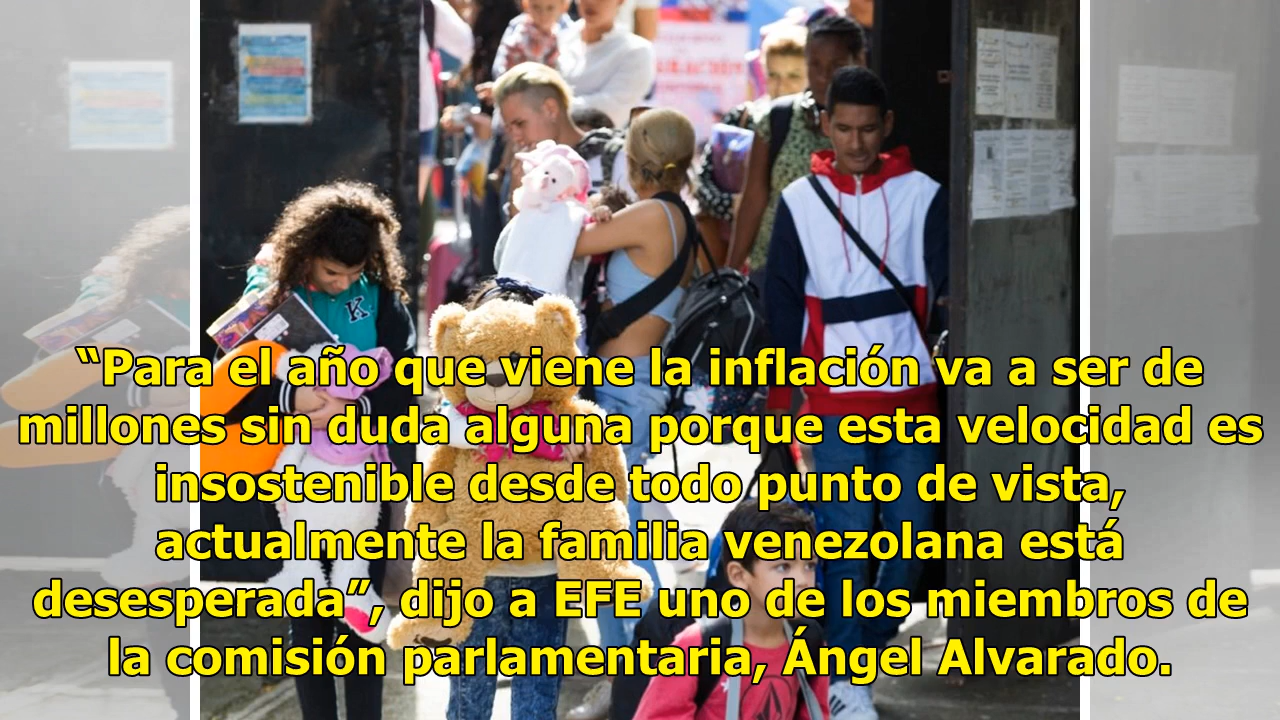 “Para el año que viene la inflación va a ser de
millones sin duda alguna porque esta velocidad es
insostenible desde todo punto de vista,
actualmente la familia venezolana está
desesperada”, dijo a EFE uno de los miembros de
la comisión parlamentaria, Ángel Alvarado.
K